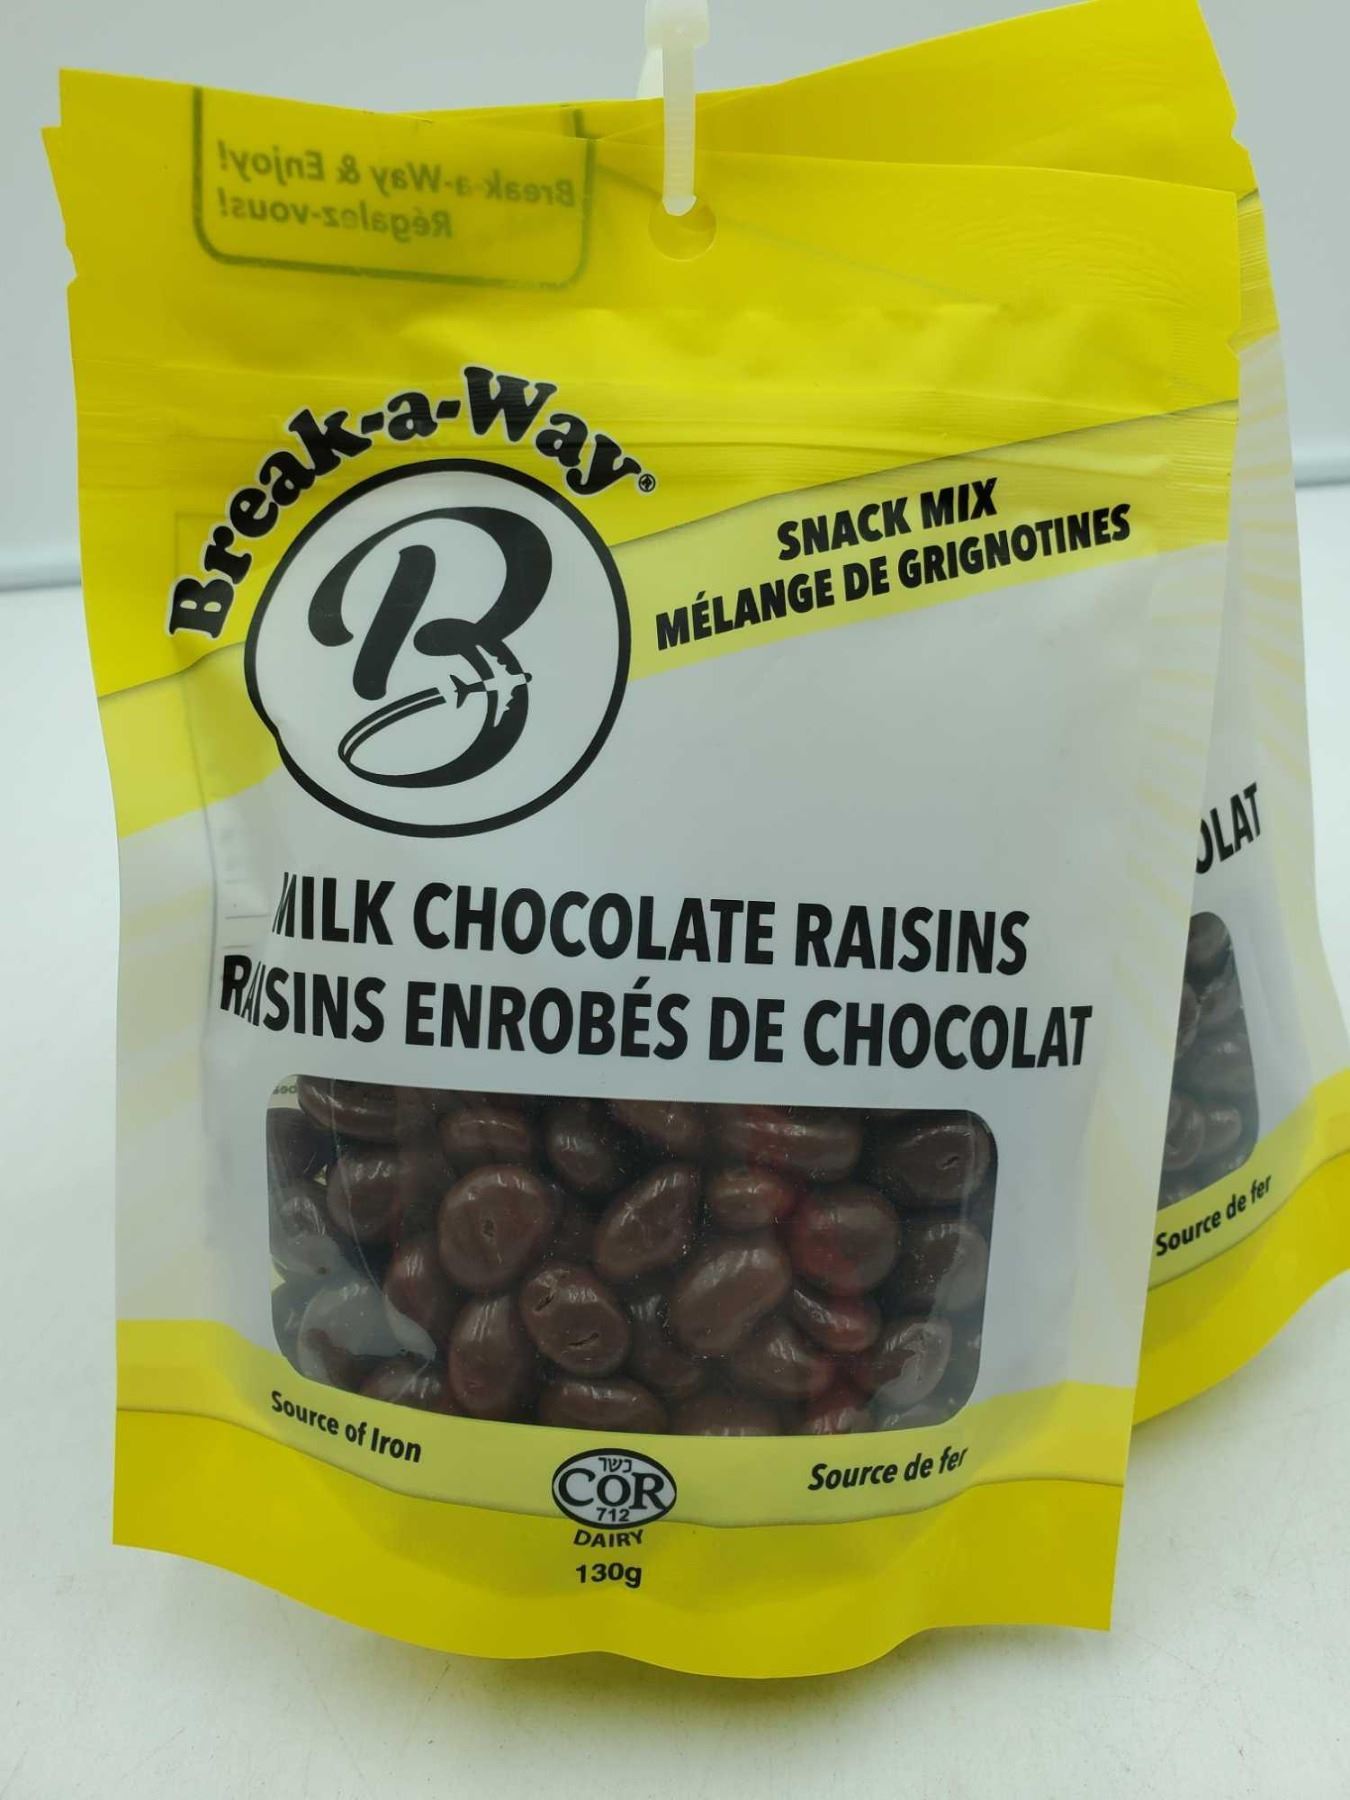 Break-a-Way & Enjoy!
Régalez-vous!
Break-a-Way®
B
SNACK MIX
MÉLANGE DE GRIGNOTINES
MILK CHOCOLATE RAISINS
RAISINS ENROBÉS DE CHOCOLAT
Source of Iron
כשר
COR
712
DAIRY
130g
Source de fer
OLAT
Source de fer